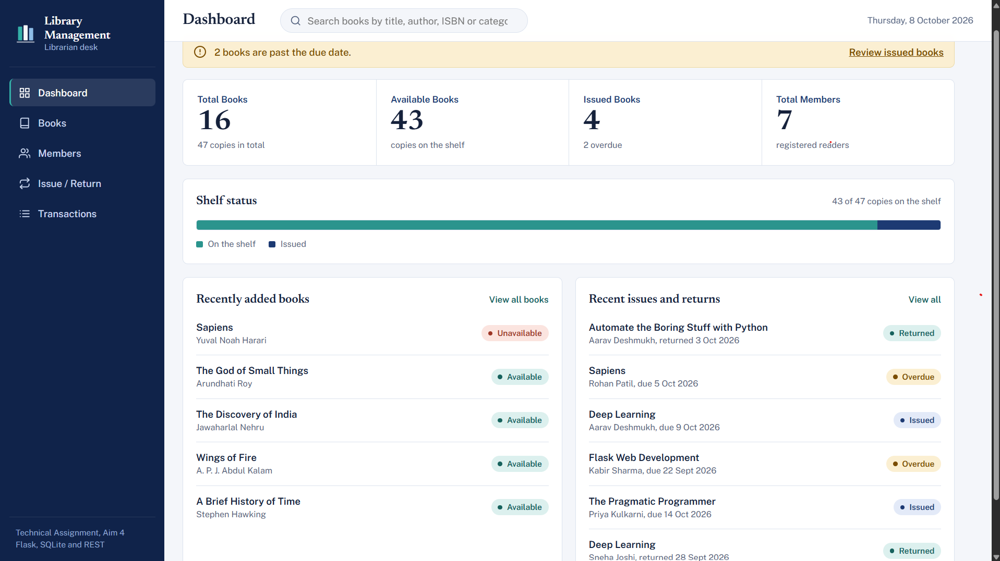 Library
Management
Librarian desk
Dashboard
Books
Members
Issue / Return
Transactions
Technical Assignment, Aim 4
Flask, SQLite and REST
Dashboard
Search books by title, author, ISBN or catego
Thursday, 8 October 2026
2 books are past the due date.
Review issued books
Total Books
16
47 copies in total
Available Books
43
copies on the shelf
Issued Books
4
2 overdue
Total Members
7
registered readers
Shelf status
43 of 47 copies on the shelf
On the shelf
Issued
Recently added books
View all books
Sapiens
Yuval Noah Harari
Unavailable
The God of Small Things
Arundhati Roy
Available
The Discovery of India
Jawaharlal Nehru
Available
Wings of Fire
A. P. J. Abdul Kalam
Available
A Brief History of Time
Stephen Hawking
Available
Recent issues and returns
View all
Automate the Boring Stuff with Python
Aarav Deshmukh, returned 3 Oct 2026
Returned
Sapiens
Rohan Patil, due 5 Oct 2026
Overdue
Deep Learning
Aarav Deshmukh, due 9 Oct 2026
Issued
Flask Web Development
Kabir Sharma, due 22 Sept 2026
Overdue
The Pragmatic Programmer
Priya Kulkarni, due 14 Oct 2026
Issued
Deep Learning
Sneha Joshi, returned 28 Sept 2026
Returned